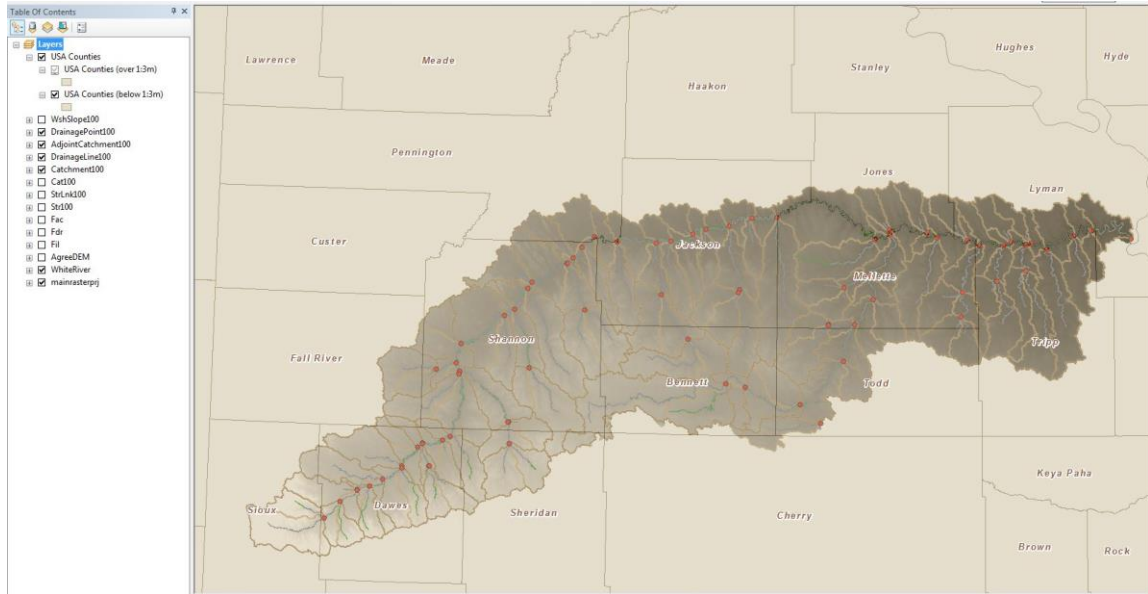 Table Of Contents
Layers
USA Counties
USA Counties (over 1:3m)
USA Counties (below 1:3m)
WshSlope100
DrainagePoint100
AdjointCatchment100
DrainageLine100
Catchment100
Cat100
StrLnk100
Str100
Fac
Fdr
Fil
AgreeDEM
WhiteRiver
mainrasterprj
Hughes
Hyde
Lawrence
Meade
Stanley
Haakon
Pennington
Jones
Lyman
Custer
Jackson
Mellette
Shannon
Tripp
Fall River
Bennett
Todd
Keya Paha
Sioux
Dawes
Sheridan
Cherry
Brown
Rock